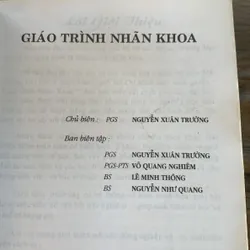 GIÁO TRÌNH NHÃN KHOA
Chủ biên: PGS NGUYỄN XUÂN TRƯỜNG
Ban biên tập:
PGS NGUYỄN XUÂN TRƯỜNG
PGS-PTS VÕ QUANG NGHIÊM
BS LÊ MINH THÔNG
BS NGUYỄN NHƯ QUANG